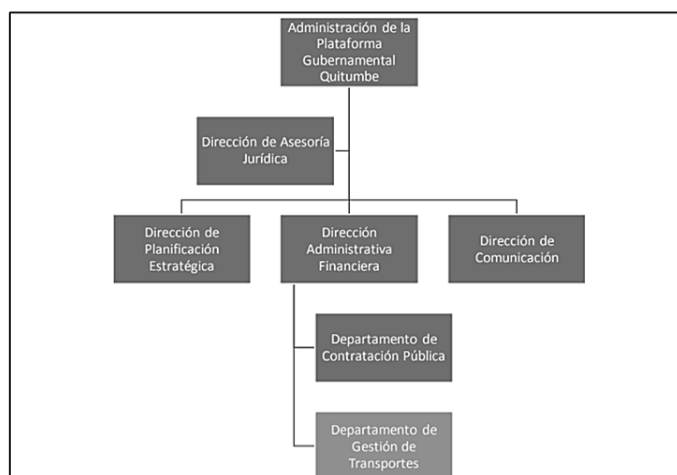 Administración de la
Plataforma
Gubernamental
Quitumbe
Dirección de Asesoría
Jurídica
Dirección de
Planificación
Estratégica
Dirección
Administrativa
Financiera
Dirección de
Comunicación
Departamento de
Contratación Pública
Departamento de
Gestión de
Transportes